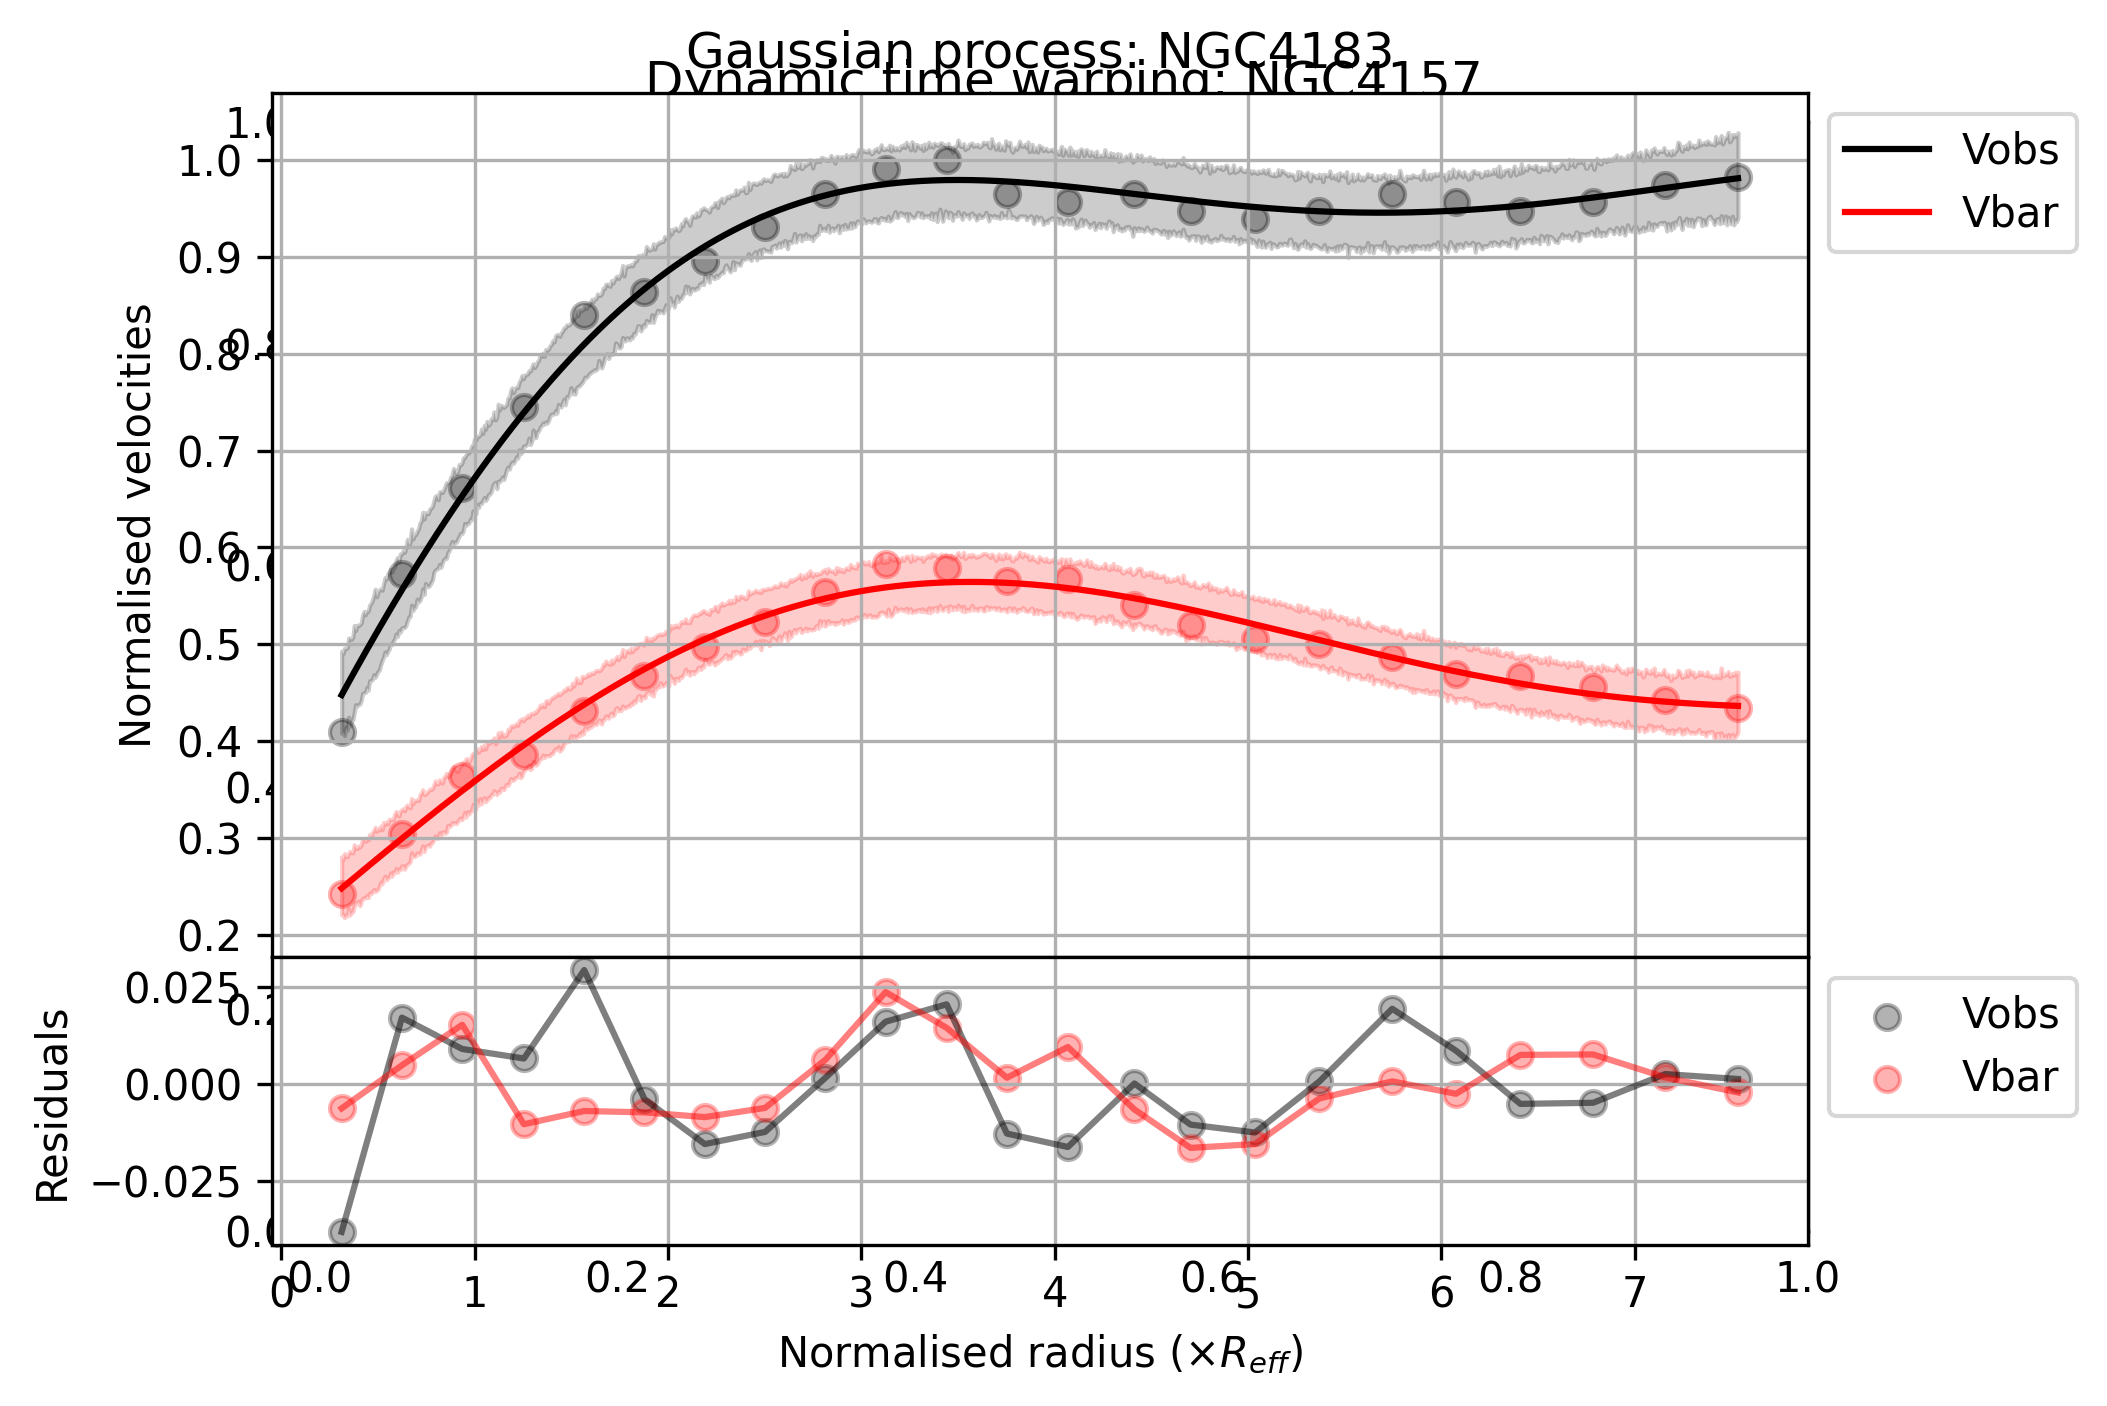 Gaussian process: NGC4183
Dynamic time warping: NGC4157
1.0
0.9
0.8
0.7
0.6
0.5
0.4
0.3
0.2
Normalised velocities
Vobs
Vbar
0.025
0.000
−0.025
Residuals
Vobs
Vbar
0.0 0.2 0.4 0.6 0.8 1.0
0 1 2 3 4 5 6 7
Normalised radius (×R_eff)